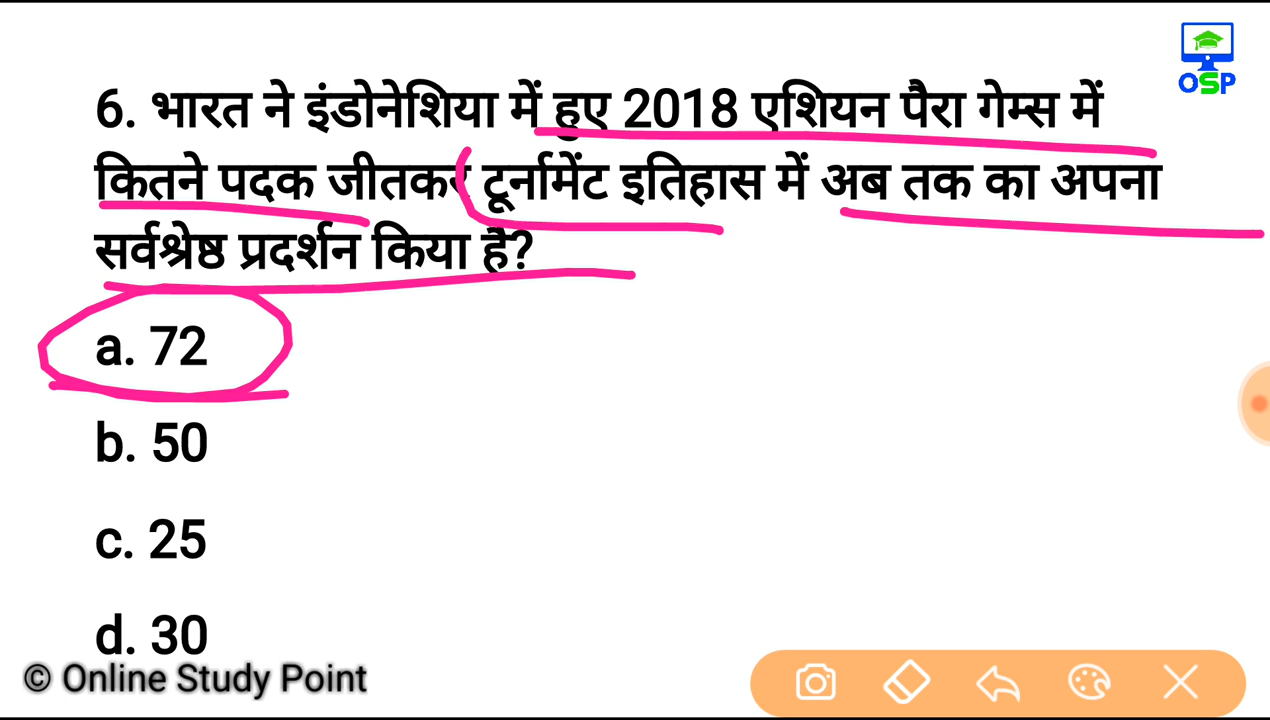 OSP
6. भारत ने इंडोनेशिया में हुए 2018 एशियन पैरा गेम्स में
कितने पदक जीतकर टूर्नामेंट इतिहास में अब तक का अपना
सर्वश्रेष्ठ प्रदर्शन किया है?
a. 72
b. 50
c. 25
d. 30
© Online Study Point